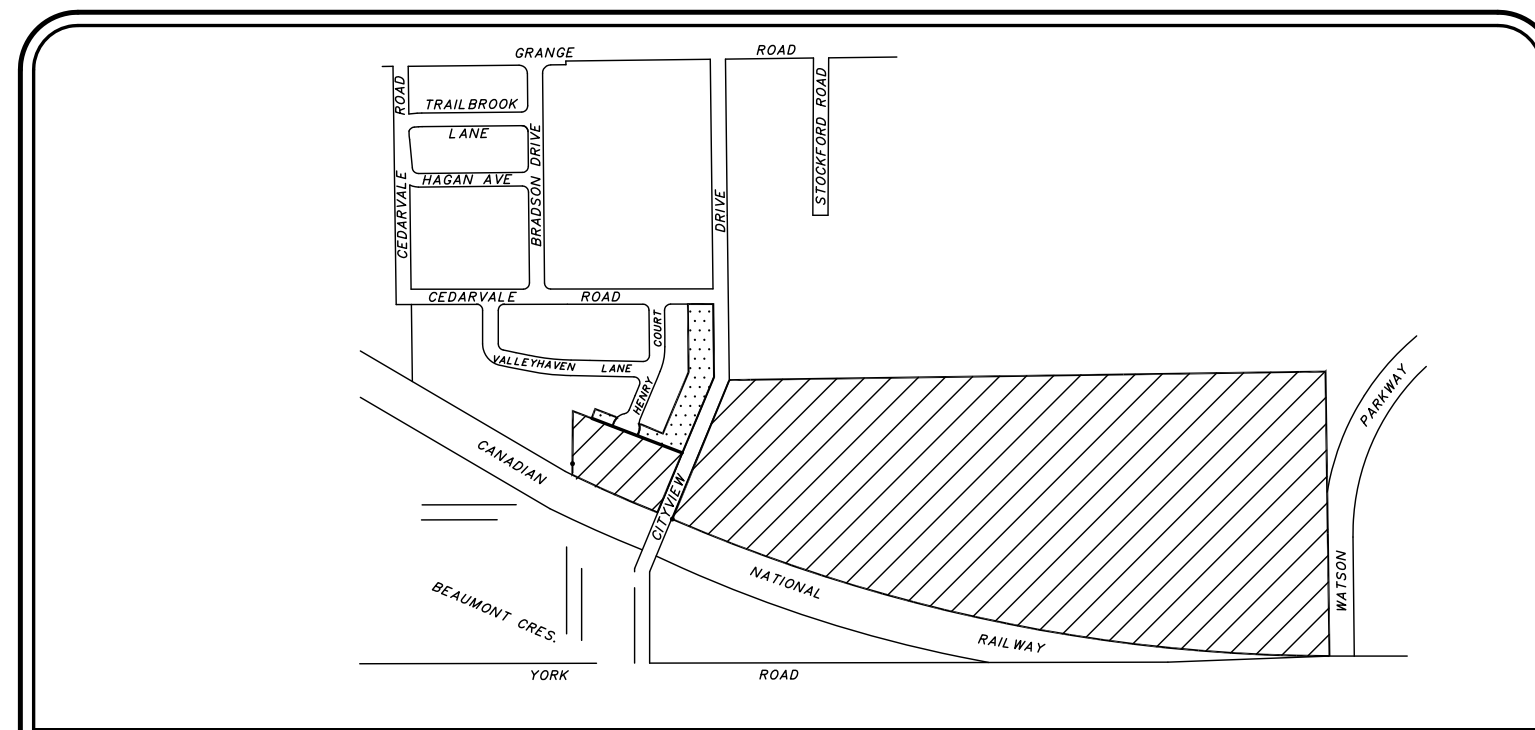 GRANGE ROAD
ROAD
TRAILBROOK
LANE
HAGAN AVE
CEDARVALE
BRADSON DRIVE
DRIVE
STOCKFORD ROAD
CEDARVALE ROAD
COURT
VALLEYHAVEN LANE
HENRY
CANADIAN
CITYVIEW
NATIONAL
RAILWAY
PARKWAY
WATSON
BEAUMONT CRES.
YORK ROAD